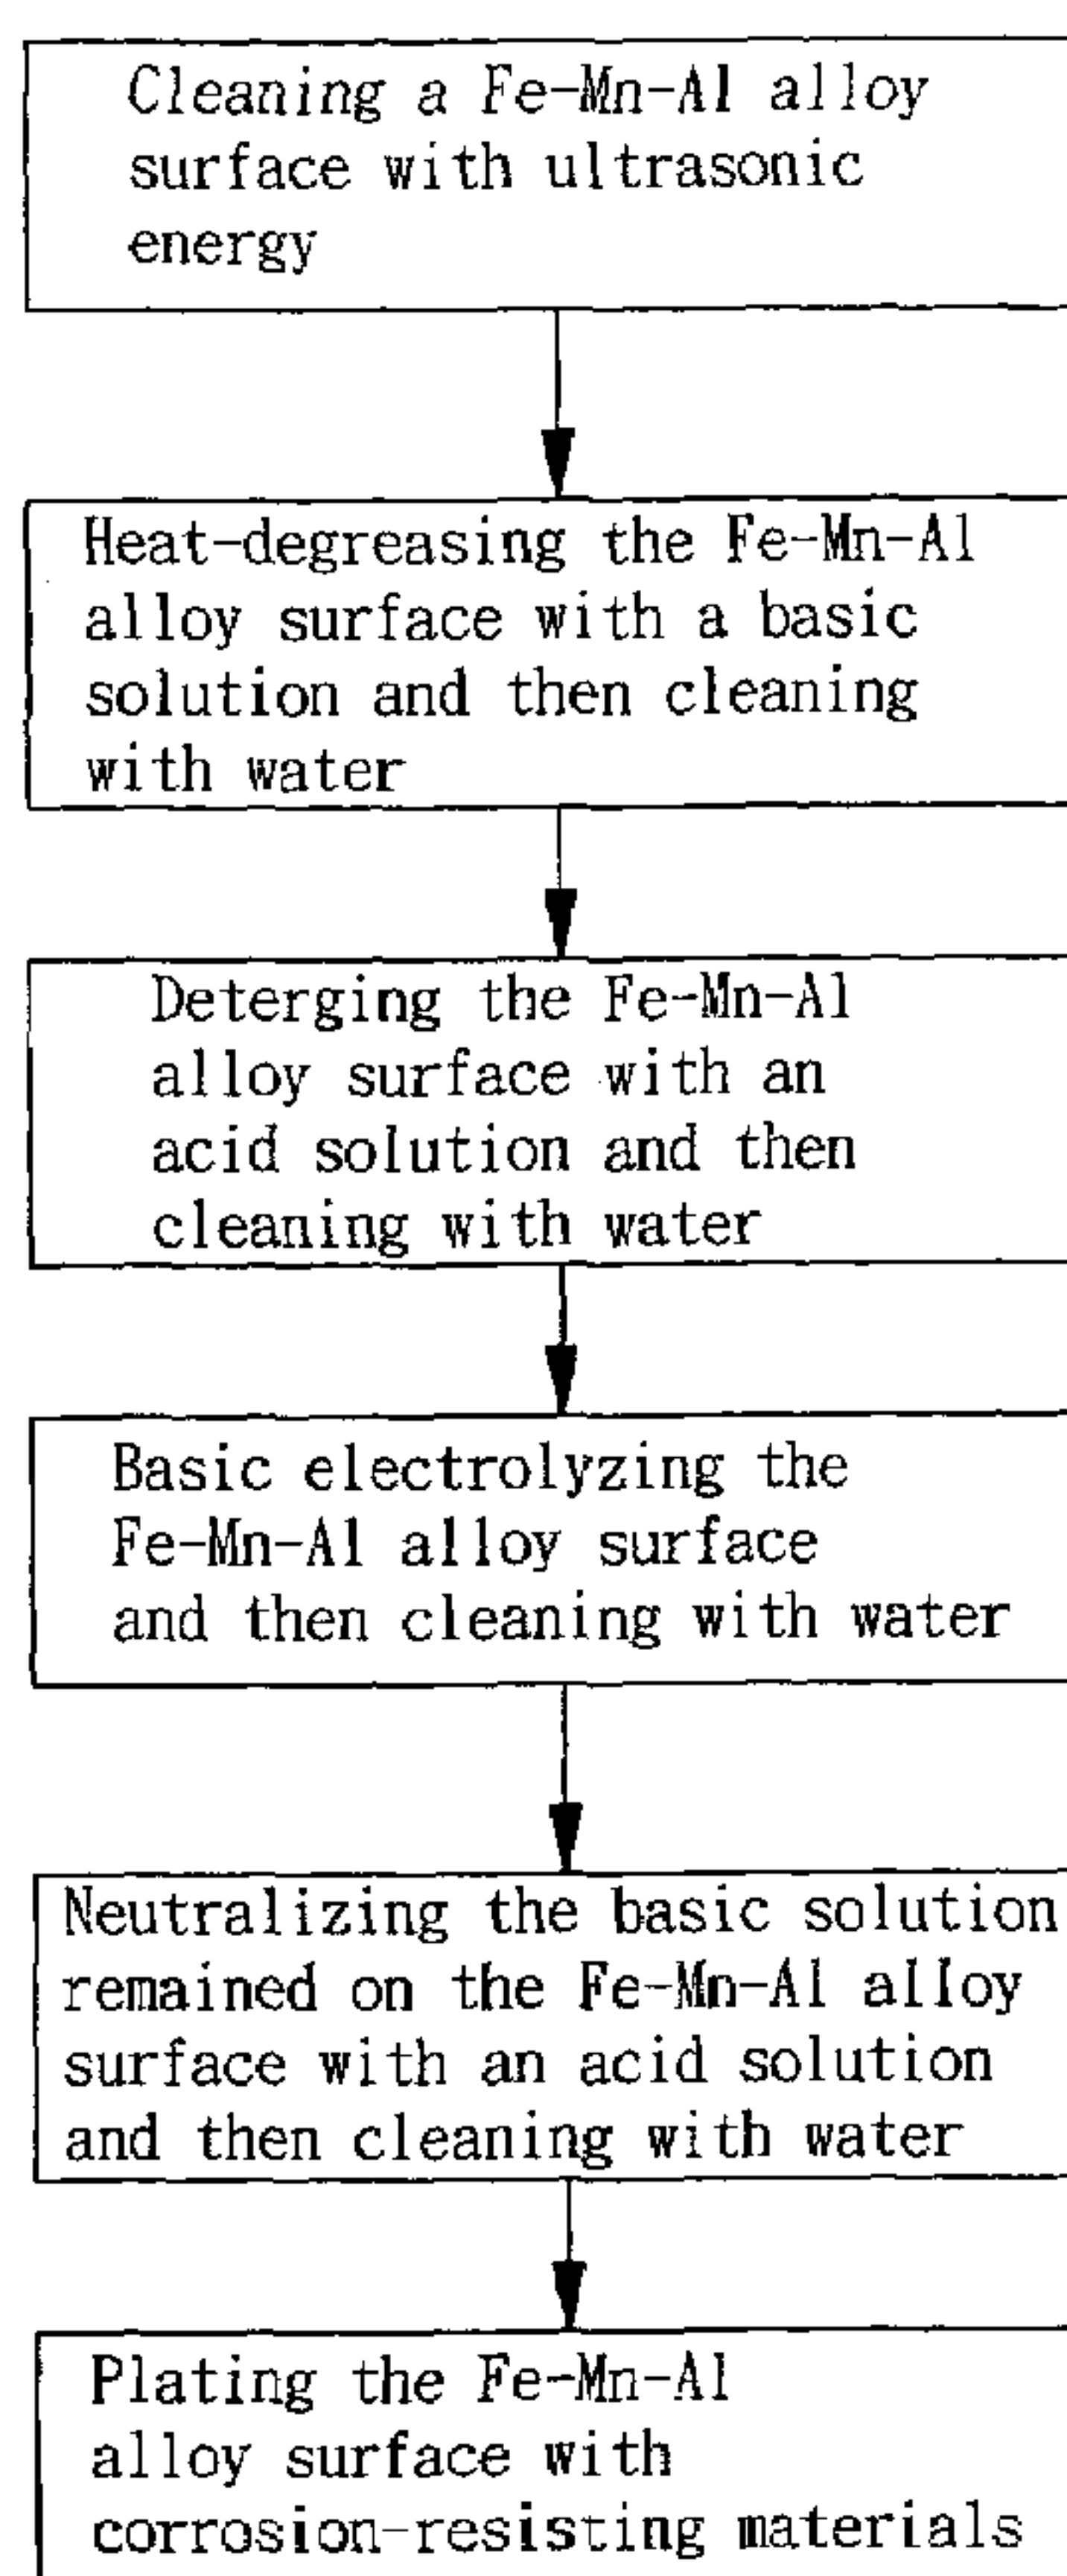 Cleaning a Fe-Mn-Al alloy
surface with ultrasonic
energy
Heat-degreasing the Fe-Mn-Al
alloy surface with a basic
solution and then cleaning
with water
Deterging the Fe-Mn-Al
alloy surface with an
acid solution and then
cleaning with water
Basic electrolyzing the
Fe-Mn-Al alloy surface
and then cleaning with water
Neutralizing the basic solution
remained on the Fe-Mn-Al alloy
surface with an acid solution
and then cleaning with water
Plating the Fe-Mn-Al
alloy surface with
corrosion-resisting materials